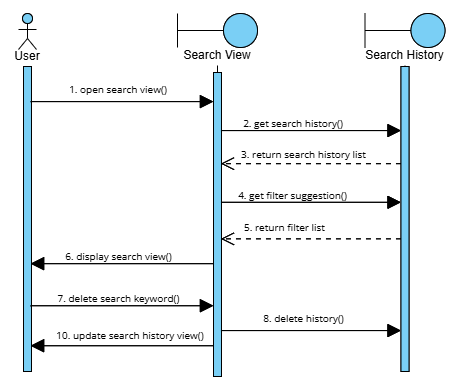 User
Search View
Search History
1. open search view()
2. get search history()
3. return search history list
4. get filter suggestion()
5. return filter list
6. display search view()
7. delete search keyword()
8. delete history()
10. update search history view()